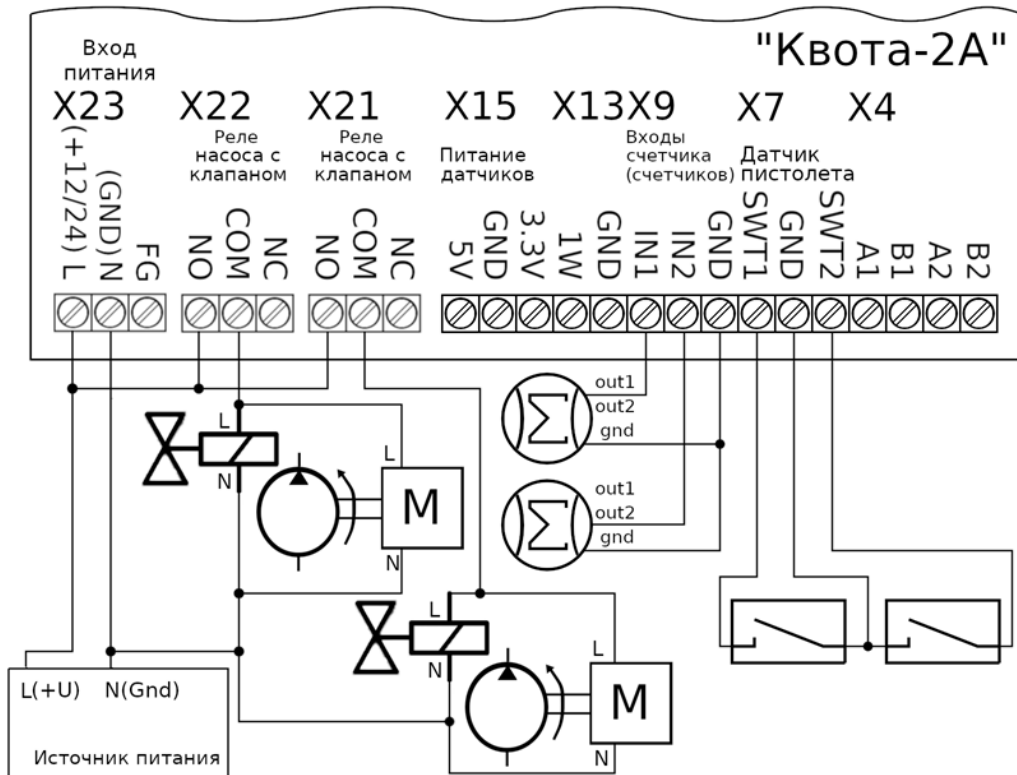 "Квота-2А"
Вход
питания
X23
X22
X21
X15
X13
X9
X7
X4
Реле
насоса с
клапаном
Реле
насоса с
клапаном
Питание
датчиков
Входы
счетчика
(счетчиков)
Датчик
пистолета
(+12/24) L
(GND) N
FG
NO
COM
NC
NO
COM
NC
5V
GND
3.3V
1W
GND
IN1
IN2
GND
SWT1
GND
SWT2
A1
B1
A2
B2
out1
out2
gnd
L
N
L
M
N
out1
out2
gnd
L
N
L
M
N
L(+U)
N(Gnd)
Источник питания